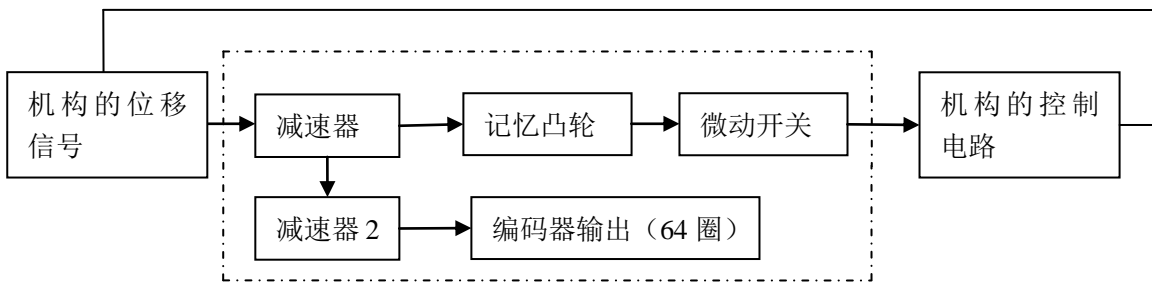 机构的位移
信号
减速器
记忆凸轮
微动开关
机构的控制
电路
减速器2
编码器输出（64 圈）